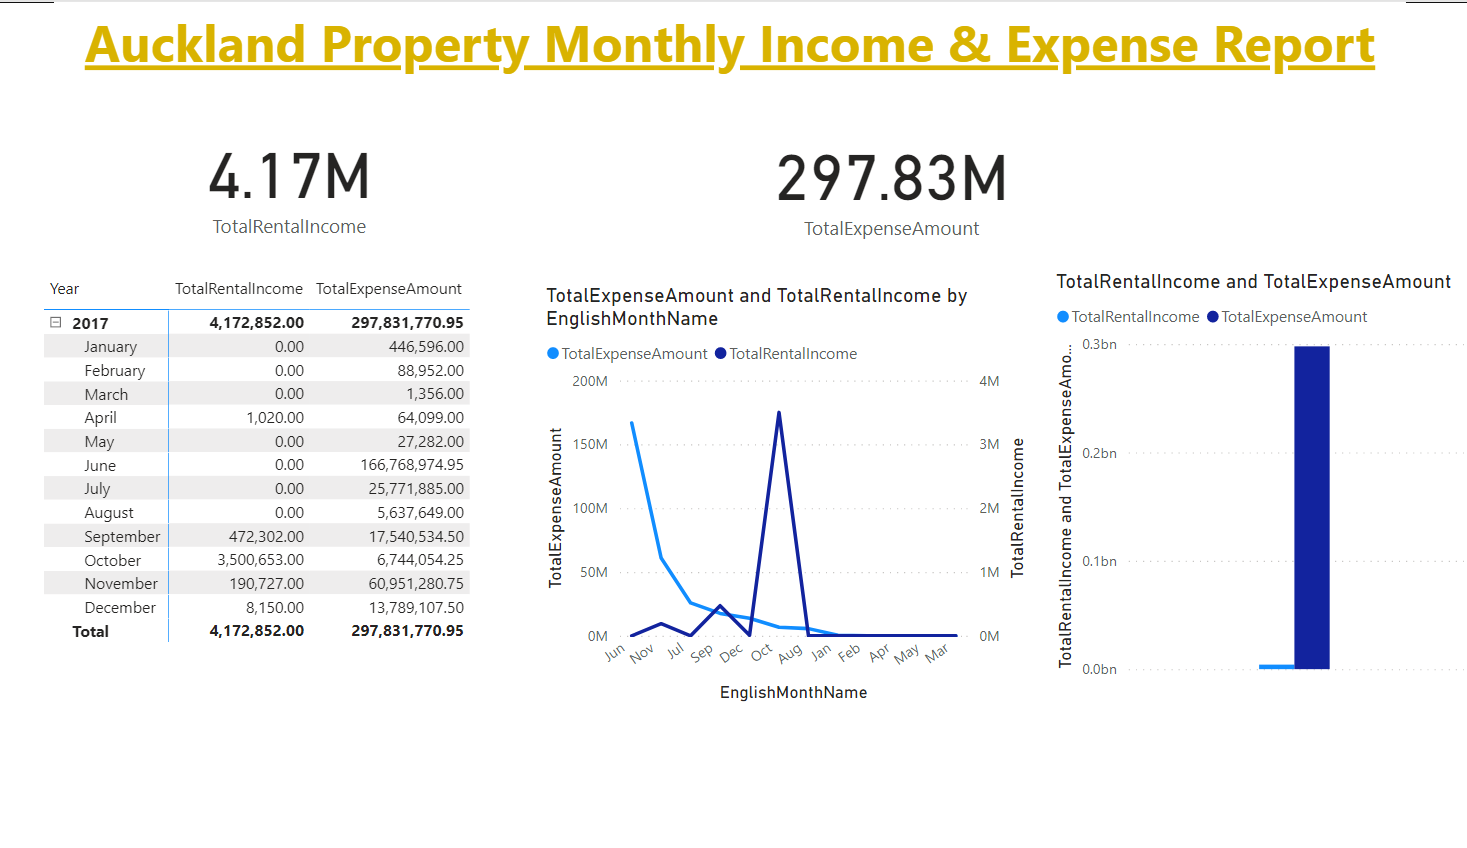 Auckland Property Monthly Income & Expense Report
4.17M
TotalRentalIncome
297.83M
TotalExpenseAmount
Year TotalRentalIncome TotalExpenseAmount
2017 4,172,852.00 297,831,770.95
January 0.00 446,596.00
February 0.00 88,952.00
March 0.00 1,356.00
April 1,020.00 64,099.00
May 0.00 27,282.00
June 0.00 166,768,974.95
July 0.00 25,771,885.00
August 0.00 5,637,649.00
September 472,302.00 17,540,534.50
October 3,500,653.00 6,744,054.25
November 190,727.00 60,951,280.75
December 8,150.00 13,789,107.50
Total 4,172,852.00 297,831,770.95
TotalExpenseAmount and TotalRentalIncome by
EnglishMonthName
TotalExpenseAmount TotalRentalIncome
TotalExpenseAmount
200M
150M
100M
50M
0M
4M
3M
2M
1M
0M
TotalRentalIncome
Jun Nov Jul Sep Dec Oct Aug Jan Feb Apr May Mar
EnglishMonthName
TotalRentalIncome and TotalExpenseAmount
TotalRentalIncome TotalExpenseAmount
TotalRentalIncome and TotalExpenseAmo...
0.3bn
0.2bn
0.1bn
0.0bn